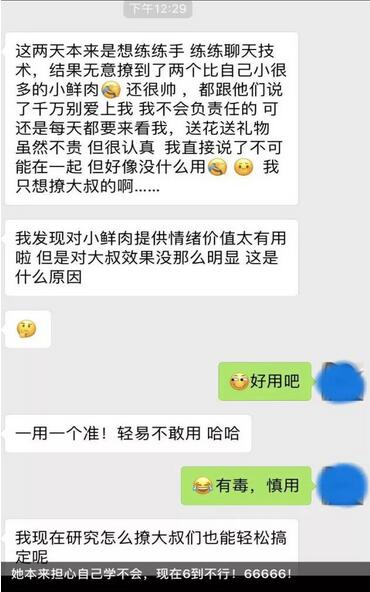 下午12:29
这两天本来是想练练手 练练聊天技
术，结果无意撩到了两个比自己小很
多的小鲜肉 还很帅 ，都跟他们说
了千万别爱上我 我不会负责任的 可
还是每天都要来看我，送花送礼物
虽然不贵 但很认真 我直接说了不可
能在一起 但好像没什么用 我
只想撩大叔的啊......
我发现对小鲜肉提供情绪价值太有用
啦 但是对大叔效果没那么明显 这是
什么原因
好用吧
一用一个准！轻易不敢用 哈哈
有毒，慎用
我现在研究怎么撩大叔们也能轻松搞
定呢
她本来担心自己学不会，现在6到不行！66666！